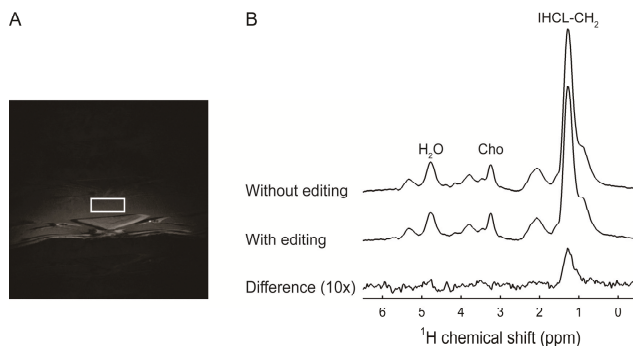 A
B
IHCL-CH₂
H₂O
Cho
Without editing
With editing
Difference (10x)
6 5 4 3 2 1 0
¹H chemical shift (ppm)